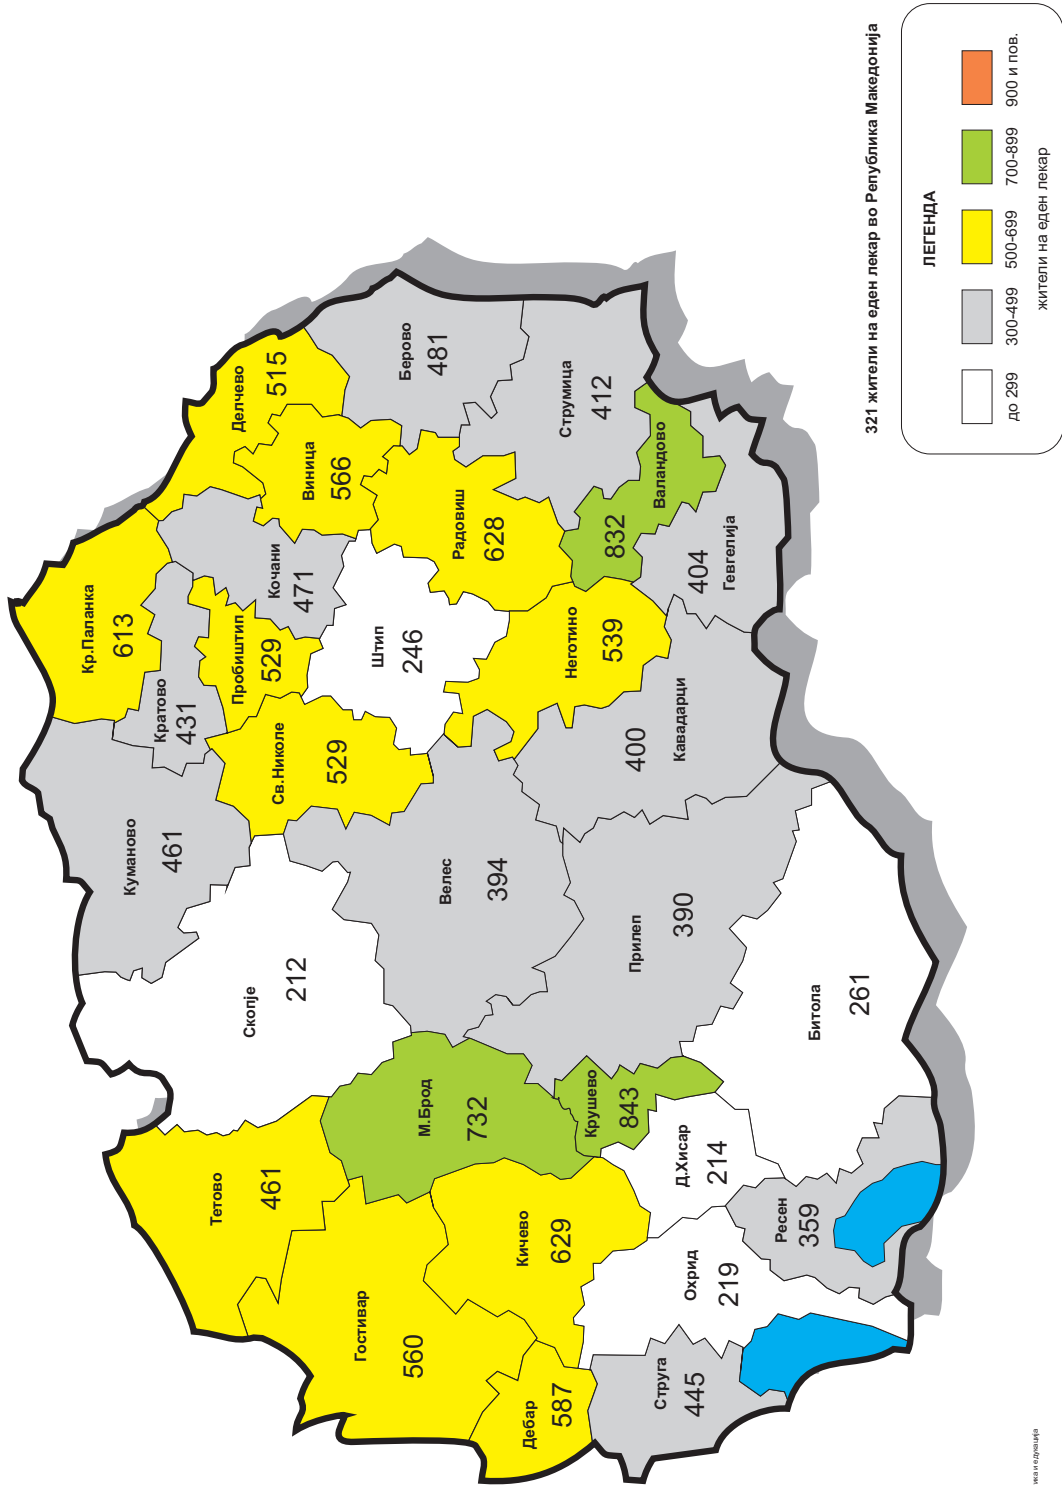 Кр.Паланка
613
Куманово
461
Кратово
431
Делчево
515
Пробиштип
529
Кочани
471
Виница
566
Св.Николе
529
Берово
481
Скопје
212
Штип
246
Радовиш
628
Тетово
461
Велес
394
Струмица
412
М.Брод
732
Неготино
539
832
Валандово
Гостивар
560
Кичево
629
Прилеп
390
400
Кавадарци
404
Гевгелија
Крушево
843
Дебар
587
Д.Хисар
214
Битола
261
Охрид
219
Струга
445
Ресен
359
321 жители на еден лекар во Република Македонија
ЛЕГЕНДА
до 299
300-499
500-699
700-899
900 и пов.
жители на еден лекар
ика и едукација